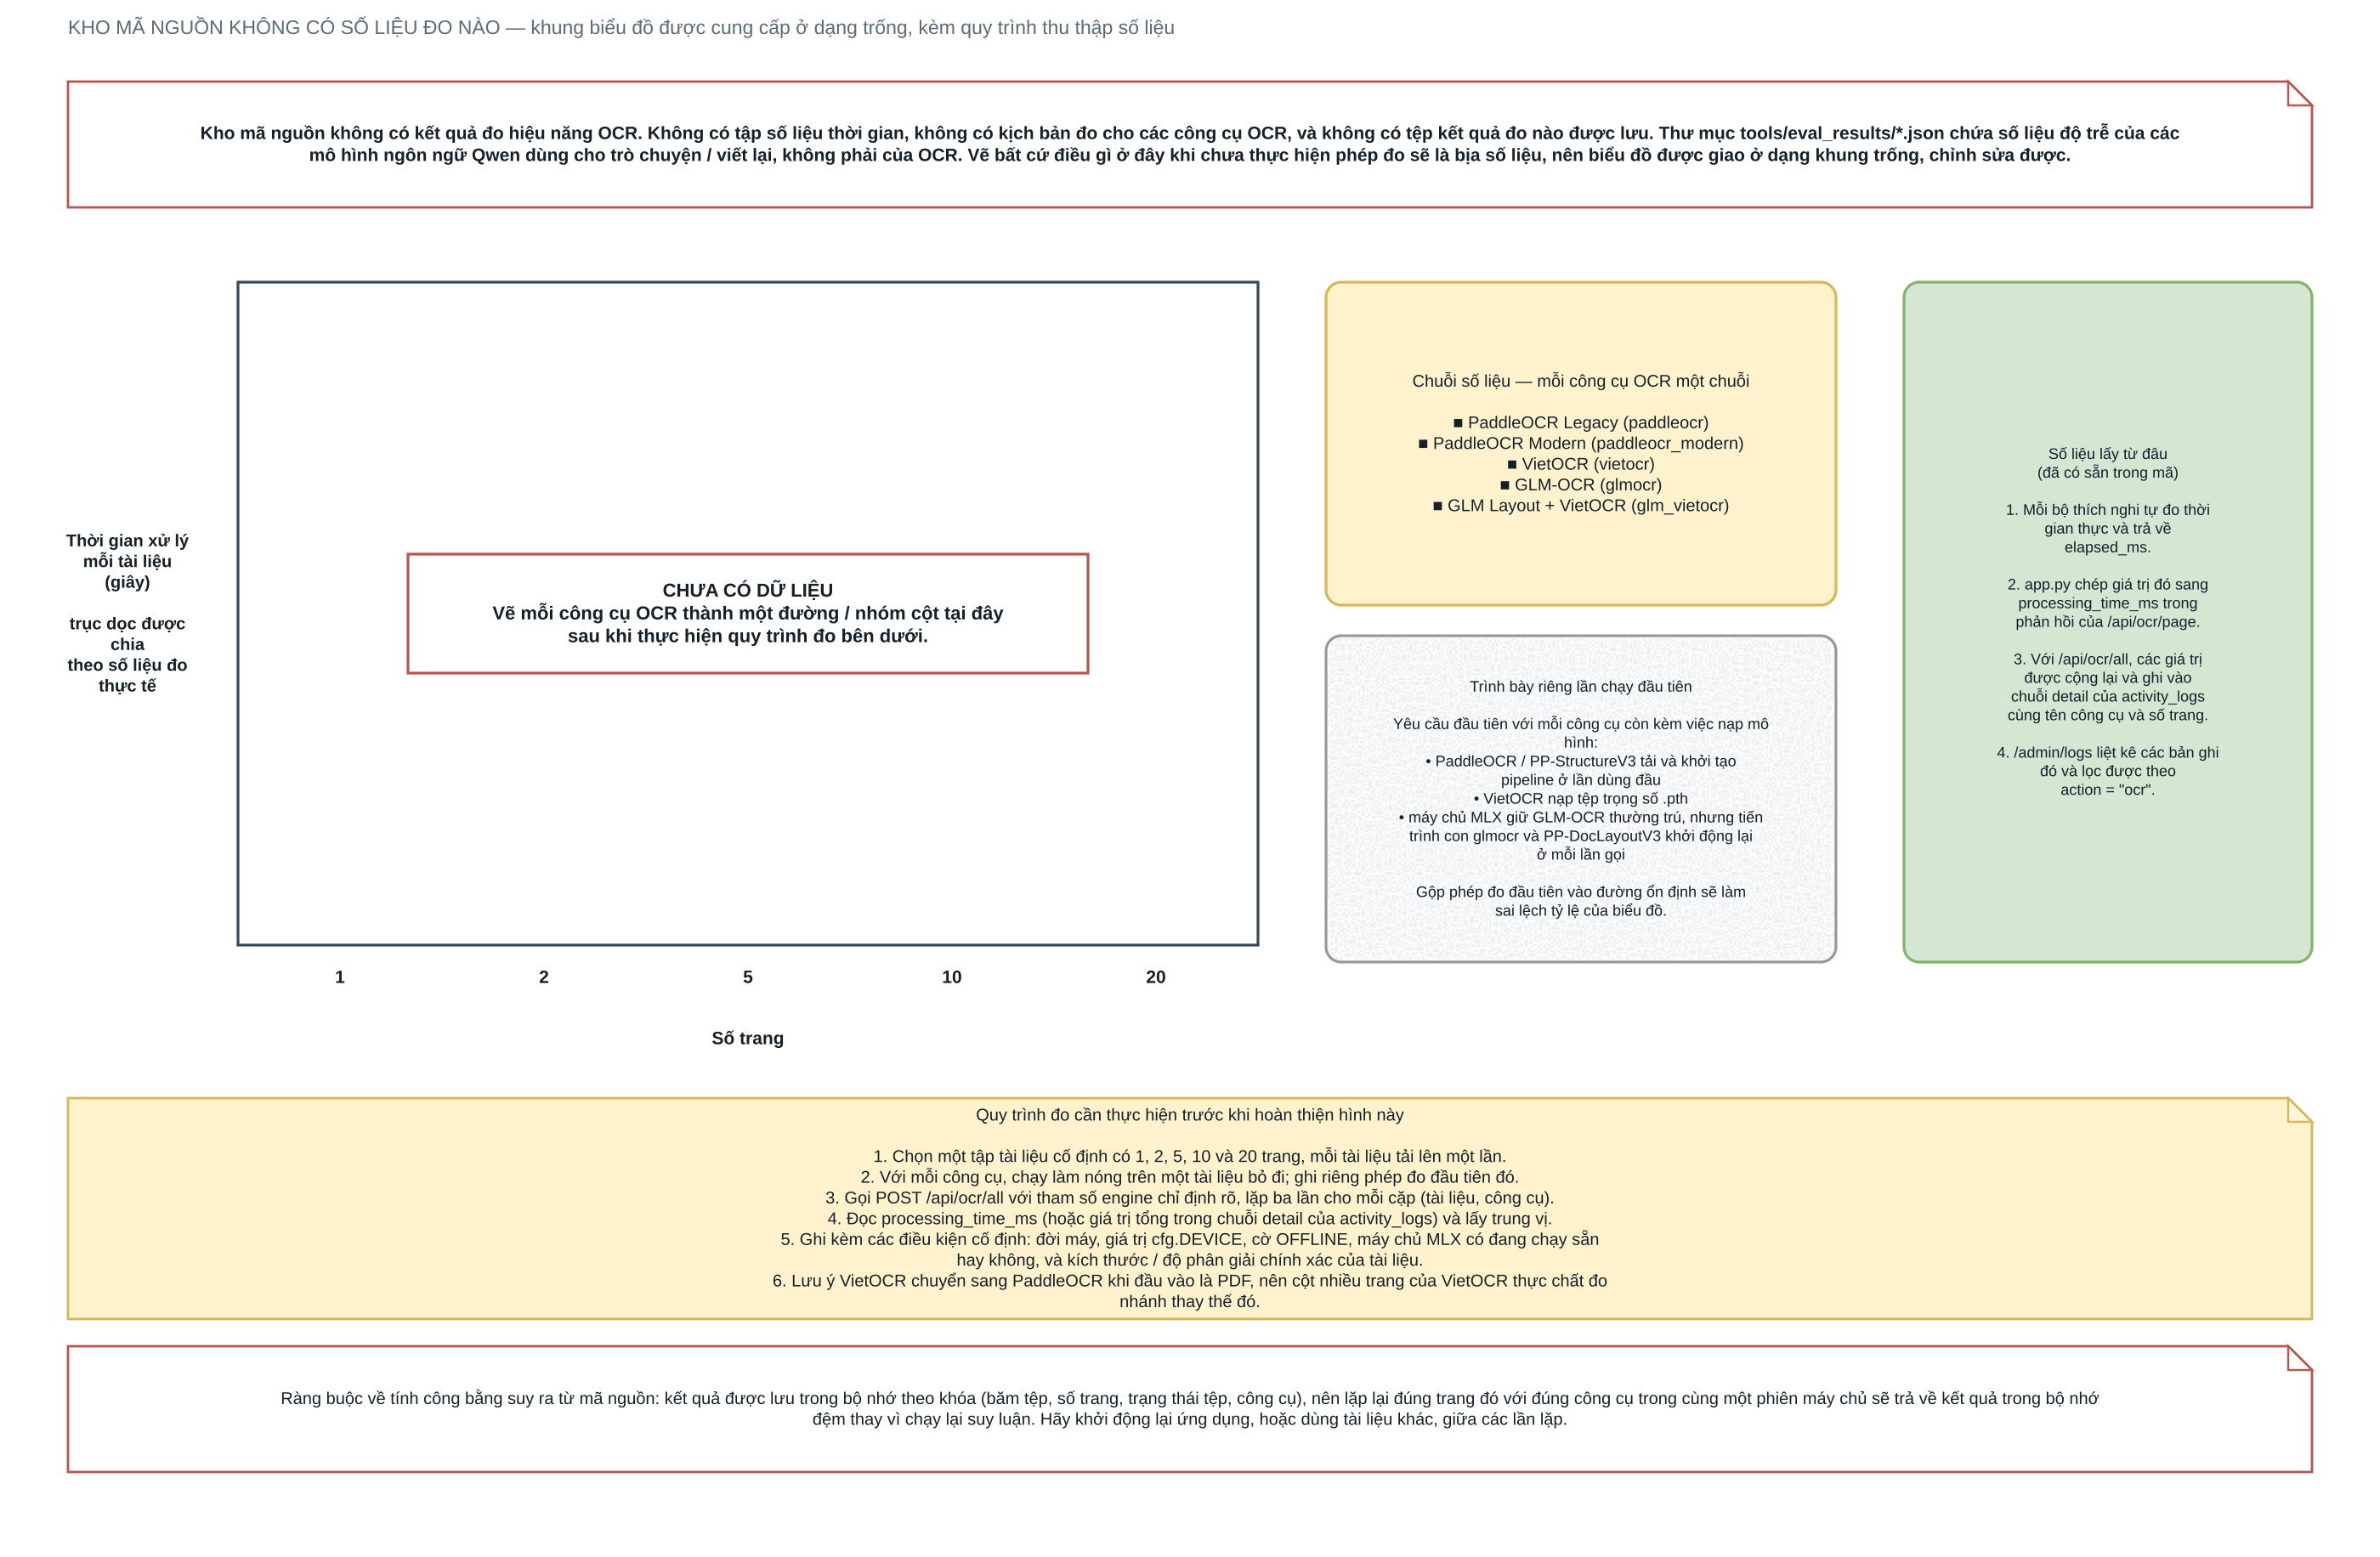 KHO MÃ NGUỒN KHÔNG CÓ SỐ LIỆU ĐO NÀO — khung biểu đồ được cung cấp ở dạng trống, kèm quy trình thu thập số liệu
Kho mã nguồn không có kết quả đo hiệu năng OCR. Không có tập số liệu thời gian, không có kịch bản đo cho các công cụ OCR, và không có tệp kết quả đo nào được lưu. Thư mục tools/eval_results/*.json chứa số liệu độ trễ của các
mô hình ngôn ngữ Qwen dùng cho trò chuyện / viết lại, không phải của OCR. Vẽ bất cứ điều gì ở đây khi chưa thực hiện phép đo sẽ là bịa số liệu, nên biểu đồ được giao ở dạng khung trống, chỉnh sửa được.
Thời gian xử lý
mỗi tài liệu
(giây)
trục dọc được
chia
theo số liệu đo
thực tế
CHƯA CÓ DỮ LIỆU
Vẽ mỗi công cụ OCR thành một đường / nhóm cột tại đây
sau khi thực hiện quy trình đo bên dưới.
1
2
5
10
20
Số trang
Chuỗi số liệu — mỗi công cụ OCR một chuỗi
■ PaddleOCR Legacy (paddleocr)
■ PaddleOCR Modern (paddleocr_modern)
■ VietOCR (vietocr)
■ GLM-OCR (glmocr)
■ GLM Layout + VietOCR (glm_vietocr)
Trình bày riêng lần chạy đầu tiên
Yêu cầu đầu tiên với mỗi công cụ còn kèm việc nạp mô
hình:
• PaddleOCR / PP-StructureV3 tải và khởi tạo
pipeline ở lần dùng đầu
• VietOCR nạp tệp trọng số .pth
• máy chủ MLX giữ GLM-OCR thường trú, nhưng tiến
trình con glmocr và PP-DocLayoutV3 khởi động lại
ở mỗi lần gọi
Gộp phép đo đầu tiên vào đường ổn định sẽ làm
sai lệch tỷ lệ của biểu đồ.
Số liệu lấy từ đâu
(đã có sẵn trong mã)
1. Mỗi bộ thích nghi tự đo thời
gian thực và trả về
elapsed_ms.
2. app.py chép giá trị đó sang
processing_time_ms trong
phản hồi của /api/ocr/page.
3. Với /api/ocr/all, các giá trị
được cộng lại và ghi vào
chuỗi detail của activity_logs
cùng tên công cụ và số trang.
4. /admin/logs liệt kê các bản ghi
đó và lọc được theo
action = "ocr".
Quy trình đo cần thực hiện trước khi hoàn thiện hình này
1. Chọn một tập tài liệu cố định có 1, 2, 5, 10 và 20 trang, mỗi tài liệu tải lên một lần.
2. Với mỗi công cụ, chạy làm nóng trên một tài liệu bỏ đi; ghi riêng phép đo đầu tiên đó.
3. Gọi POST /api/ocr/all với tham số engine chỉ định rõ, lặp ba lần cho mỗi cặp (tài liệu, công cụ).
4. Đọc processing_time_ms (hoặc giá trị tổng trong chuỗi detail của activity_logs) và lấy trung vị.
5. Ghi kèm các điều kiện cố định: đời máy, giá trị cfg.DEVICE, cờ OFFLINE, máy chủ MLX có đang chạy sẵn
hay không, và kích thước / độ phân giải chính xác của tài liệu.
6. Lưu ý VietOCR chuyển sang PaddleOCR khi đầu vào là PDF, nên cột nhiều trang của VietOCR thực chất đo
nhánh thay thế đó.
Ràng buộc về tính công bằng suy ra từ mã nguồn: kết quả được lưu trong bộ nhớ theo khóa (băm tệp, số trang, trạng thái tệp, công cụ), nên lặp lại đúng trang đó với đúng công cụ trong cùng một phiên máy chủ sẽ trả về kết quả trong bộ nhớ
đệm thay vì chạy lại suy luận. Hãy khởi động lại ứng dụng, hoặc dùng tài liệu khác, giữa các lần lặp.